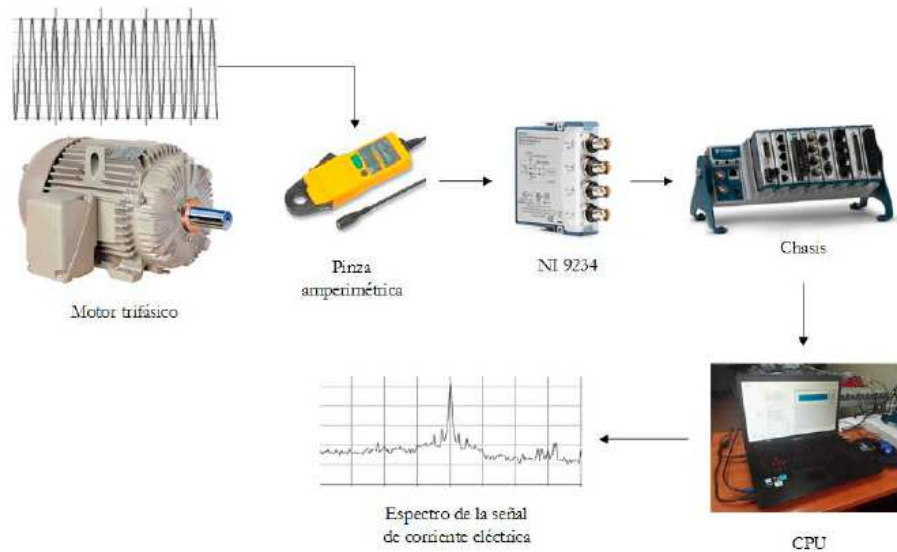 Motor trifásico
Pinza
amperimétrica
NI 9234
Chasis
Espectro de la señal
de corriente eléctrica
CPU